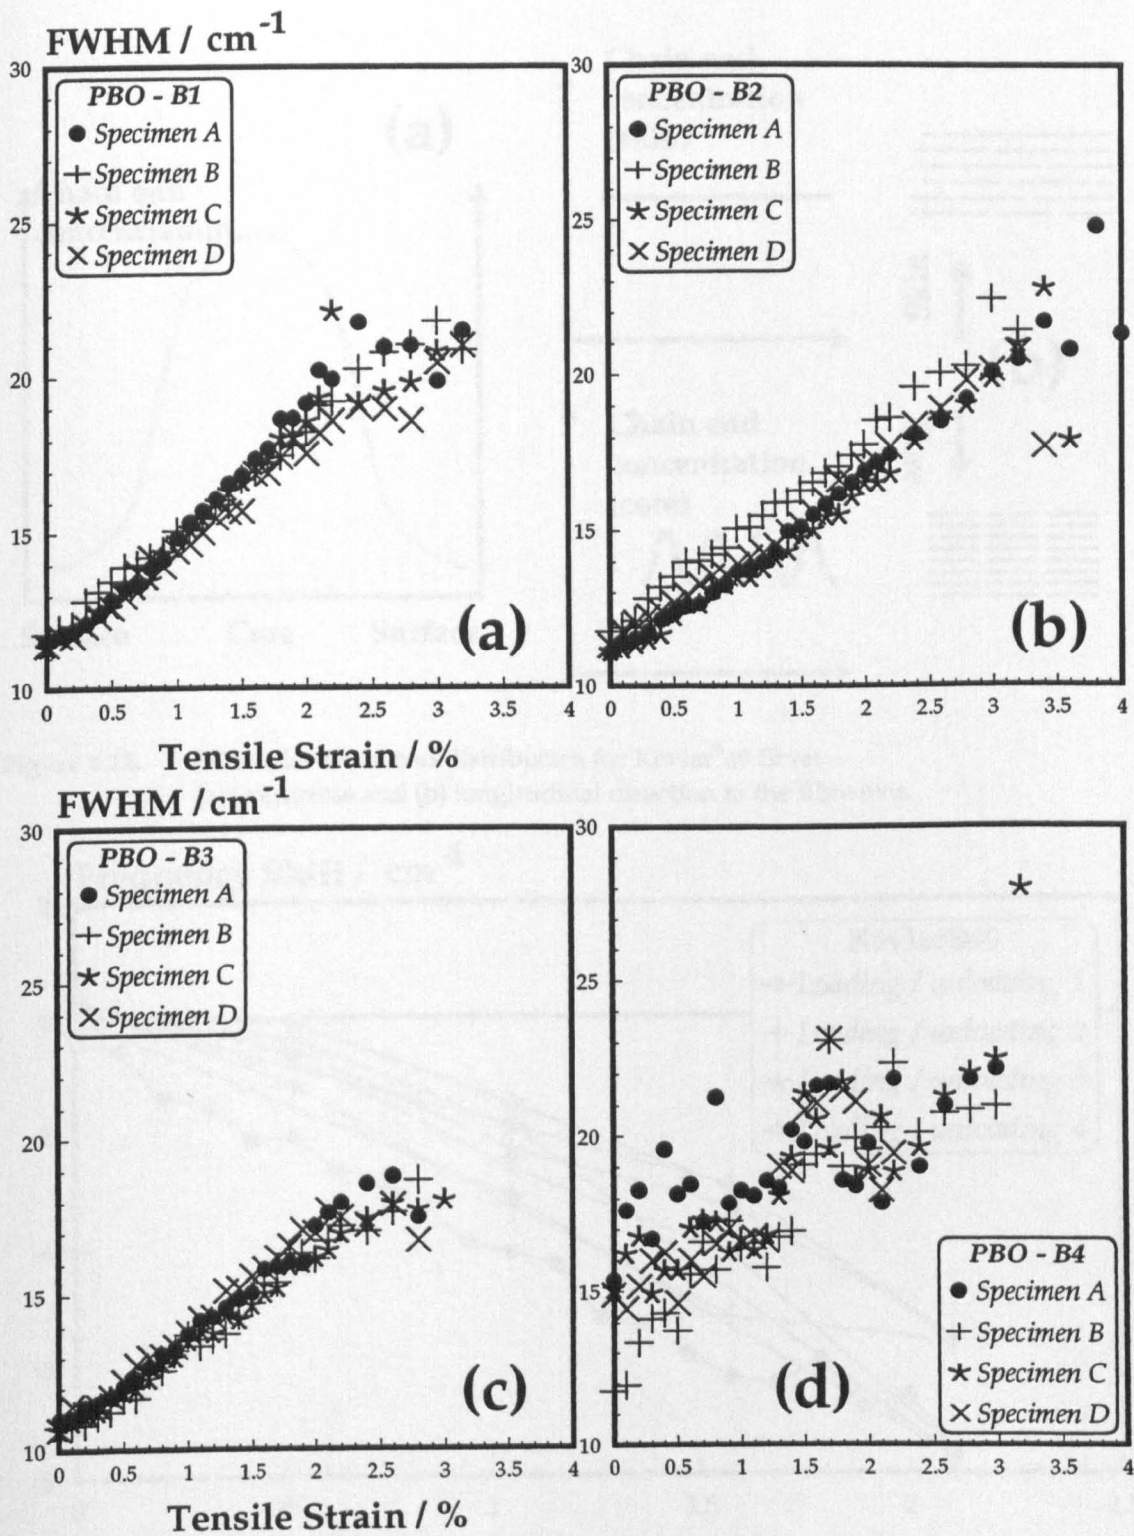 FWHM / cm-1
30
25
20
15
10
PBO - B1
Specimen A
Specimen B
Specimen C
Specimen D
(a)
0 0.5 1 1.5 2 2.5 3 3.5 4
Tensile Strain / %
30
25
20
15
10
PBO - B2
Specimen A
Specimen B
Specimen C
Specimen D
(b)
0 0.5 1 1.5 2 2.5 3 3.5 4
FWHM / cm-1
30
25
20
15
10
PBO - B3
Specimen A
Specimen B
Specimen C
Specimen D
(c)
0 0.5 1 1.5 2 2.5 3 3.5 4
Tensile Strain / %
30
25
20
15
10
(d)
PBO - B4
Specimen A
Specimen B
Specimen C
Specimen D
0 0.5 1 1.5 2 2.5 3 3.5 4